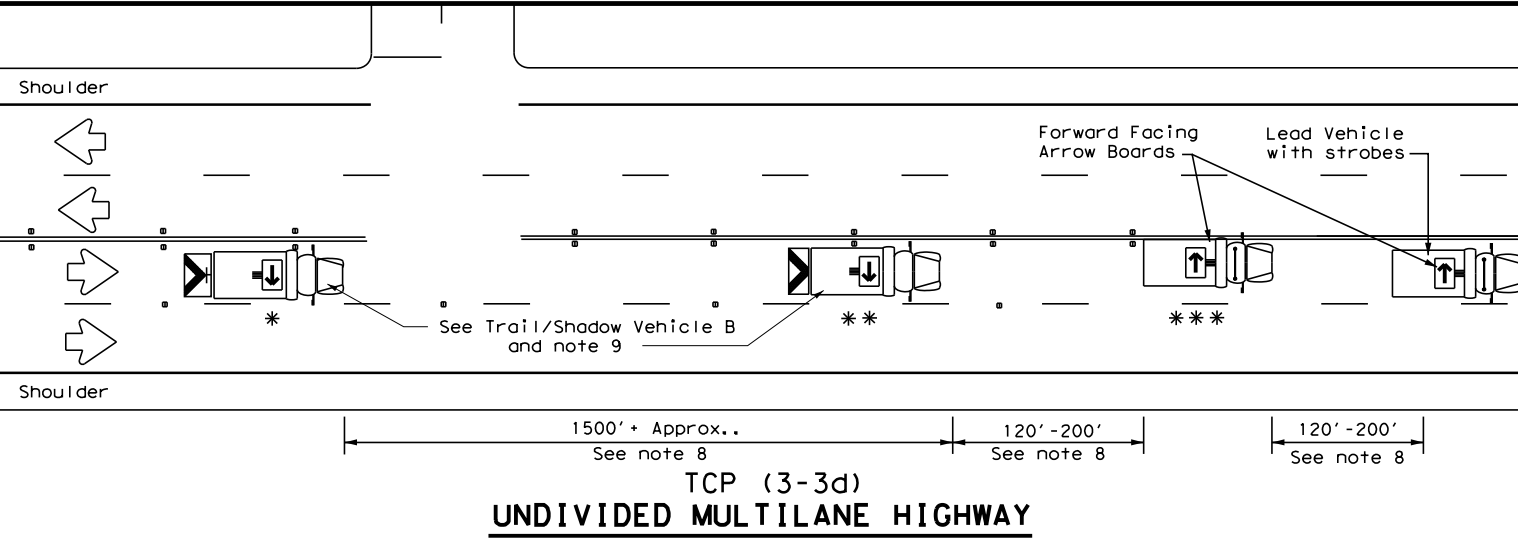 Shoulder
Forward Facing
Arrow Boards
Lead Vehicle
with strobes
*
**
***
See Trail/Shadow Vehicle B
and note 9
Shoulder
1500'+ Approx..
See note 8
120'-200'
See note 8
120'-200'
See note 8
TCP (3-3d)
UNDIVIDED MULTILANE HIGHWAY